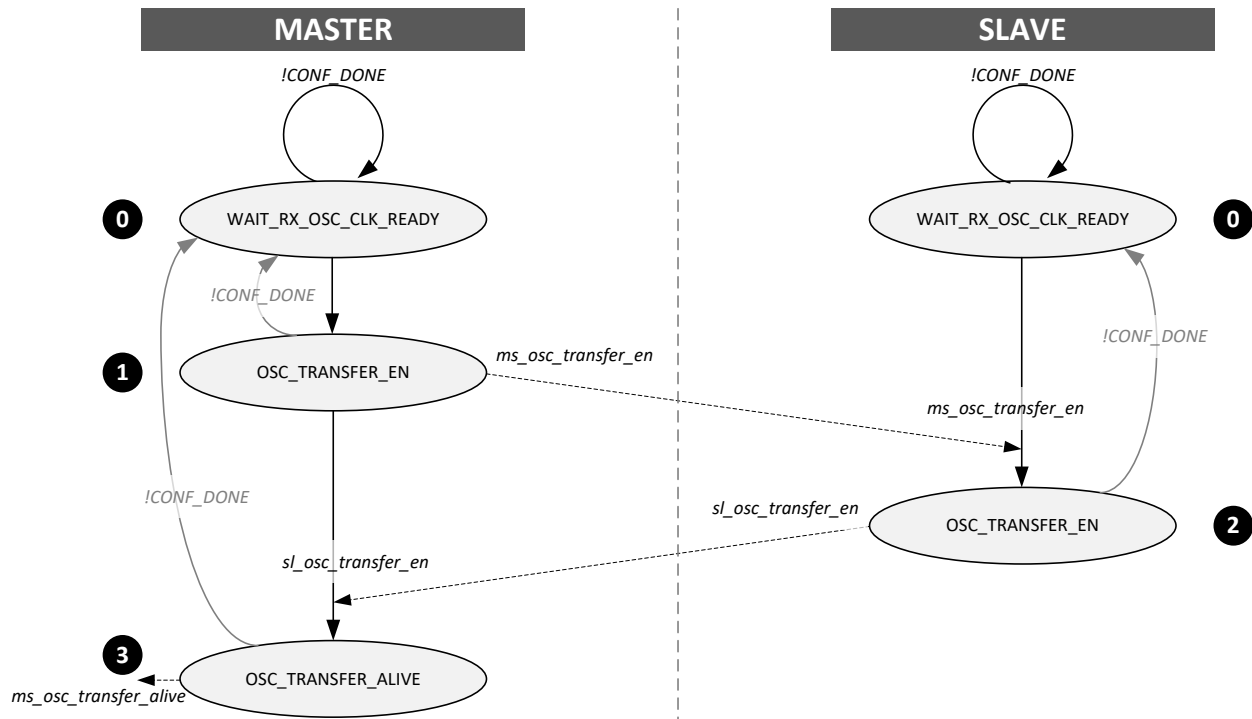 MASTER
SLAVE
!CONF_DONE
!CONF_DONE
0
WAIT_RX_OSC_CLK_READY
WAIT_RX_OSC_CLK_READY
0
!CONF_DONE
!CONF_DONE
1
OSC_TRANSFER_EN
ms_osc_transfer_en
ms_osc_transfer_en
!CONF_DONE
sl_osc_transfer_en
OSC_TRANSFER_EN
2
sl_osc_transfer_en
3
OSC_TRANSFER_ALIVE
ms_osc_transfer_alive